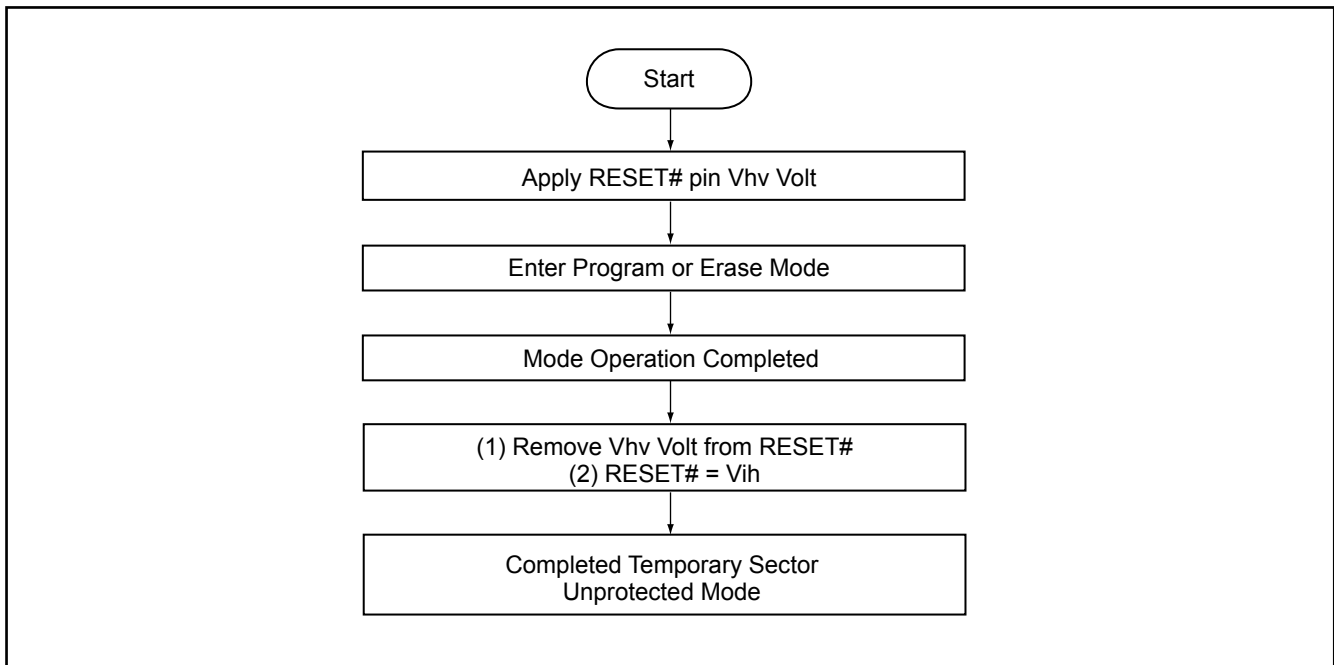 Start
Apply RESET# pin Vhv Volt
Enter Program or Erase Mode
Mode Operation Completed
(1) Remove Vhv Volt from RESET#
(2) RESET# = Vih
Completed Temporary Sector
Unprotected Mode